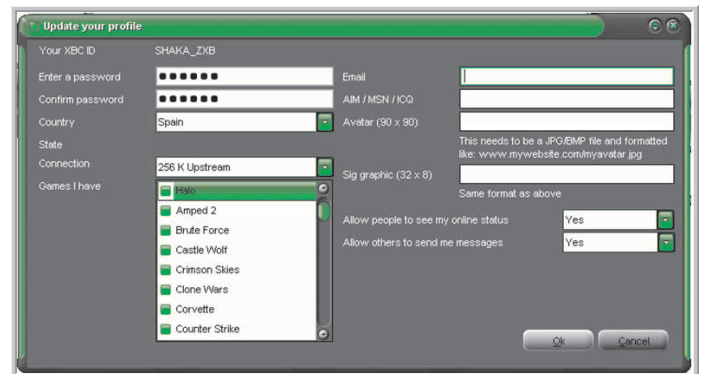 Update your profile
Your XBC ID SHAKA_ZXB
Enter a password
Confirm password
Country Spain
State
Connection 256 K Upstream
Games I have
Halo
Amped 2
Brute Force
Castle Wolf
Crimson Skies
Clone Wars
Corvette
Counter Strike
Email
AIM / MSN / ICQ
Avatar (90 x 90)
This needs to be a JPG/BMP file and formatted
like: www.mywebsite.com/myavatar.jpg
Sig graphic (32 x 8)
Same format as above
Allow people to see my online status Yes
Allow others to send me messages Yes
Ok Cancel